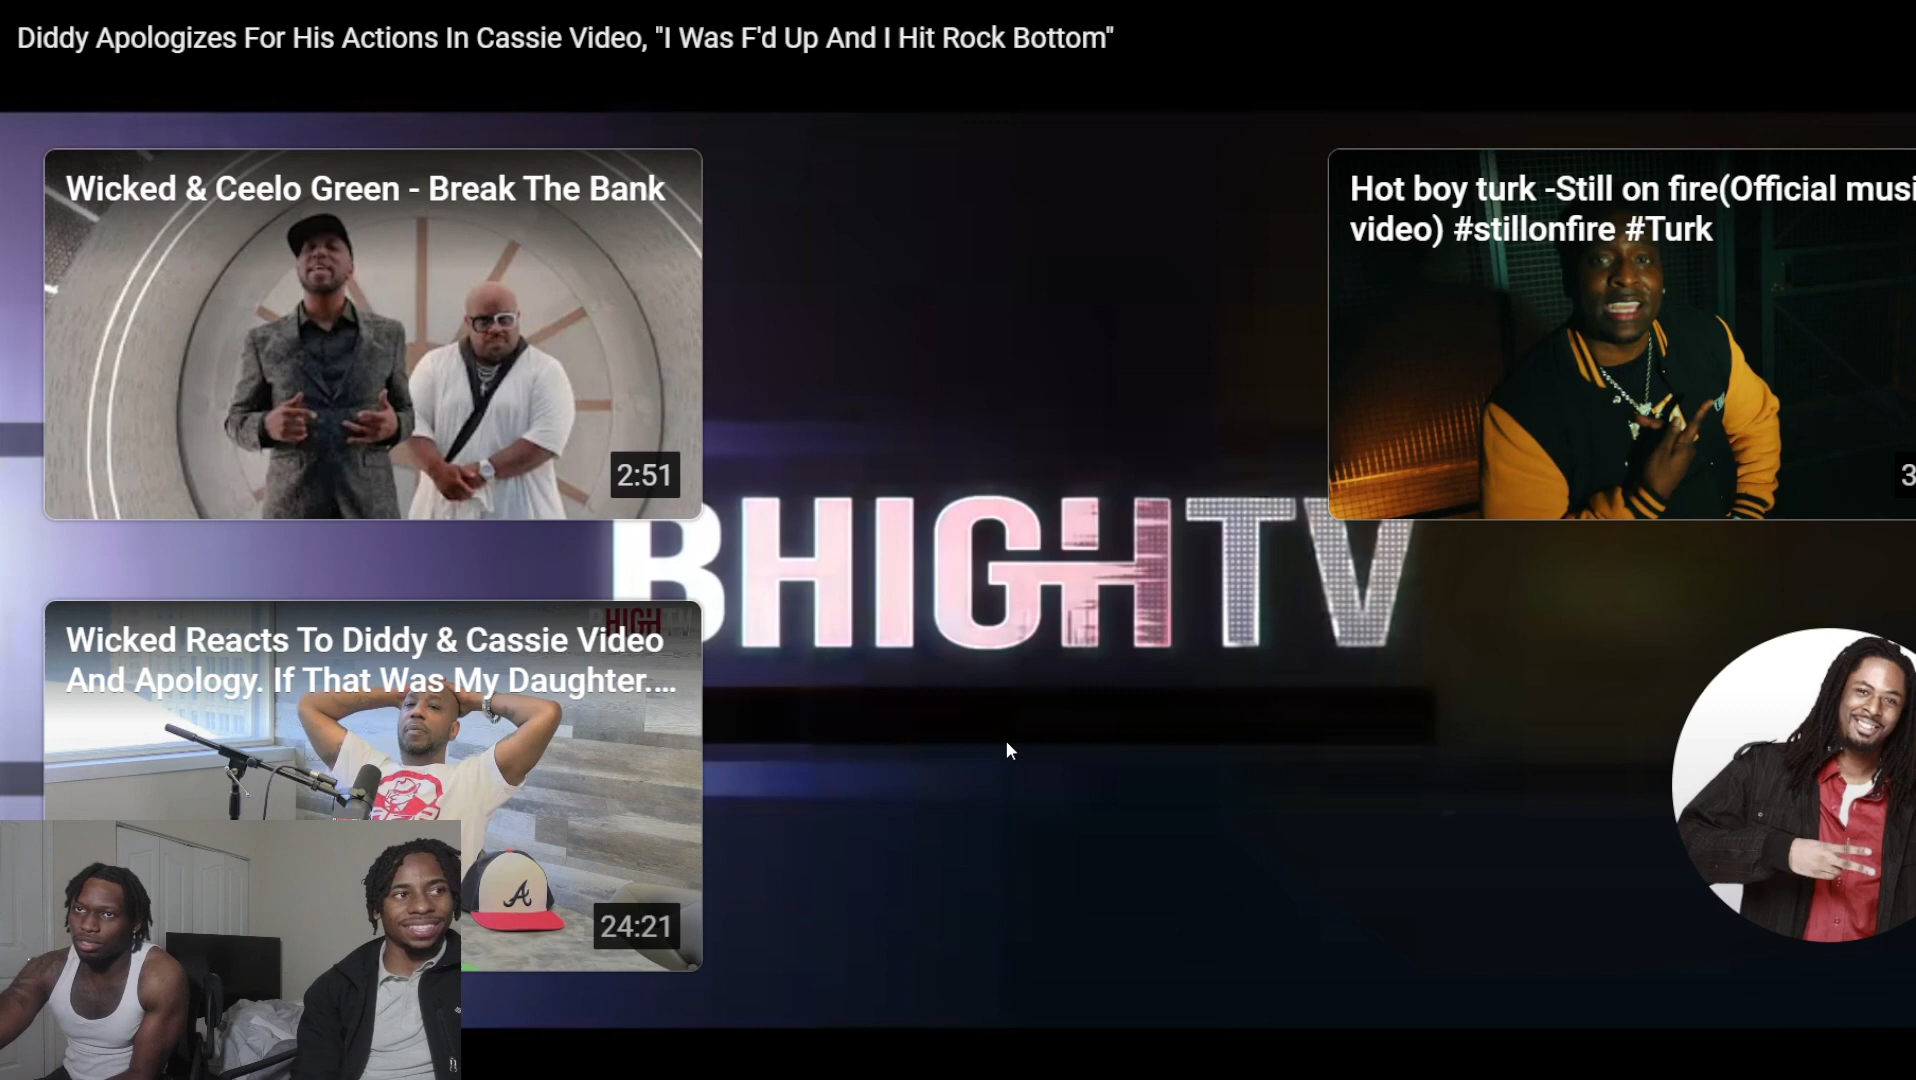 Diddy Apologizes For His Actions In Cassie Video, "I Was F'd Up And I Hit Rock Bottom"
Wicked & Ceelo Green - Break The Bank
2:51
Hot boy turk -Still on fire(Official musi
video) #stillonfire #Turk
3
BHIGHTV
HIGH
Wicked Reacts To Diddy & Cassie Video
And Apology. If That Was My Daughter....
A
24:21